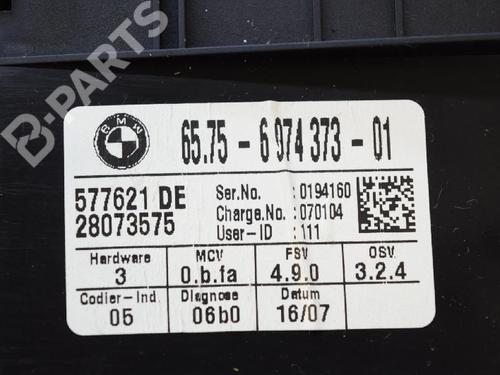 B-PARTS
BMW
65.75 - 6 974 373 - 01
577621 DE
28073575
Ser.No. : 0194160
Charge.No. : 070104
User-ID : 111
Hardware MCV FSV OSV
3 0.b.fa 4.9.0 3.2.4
Codier-Ind. Diagnose Datum
05 06b0 16/07